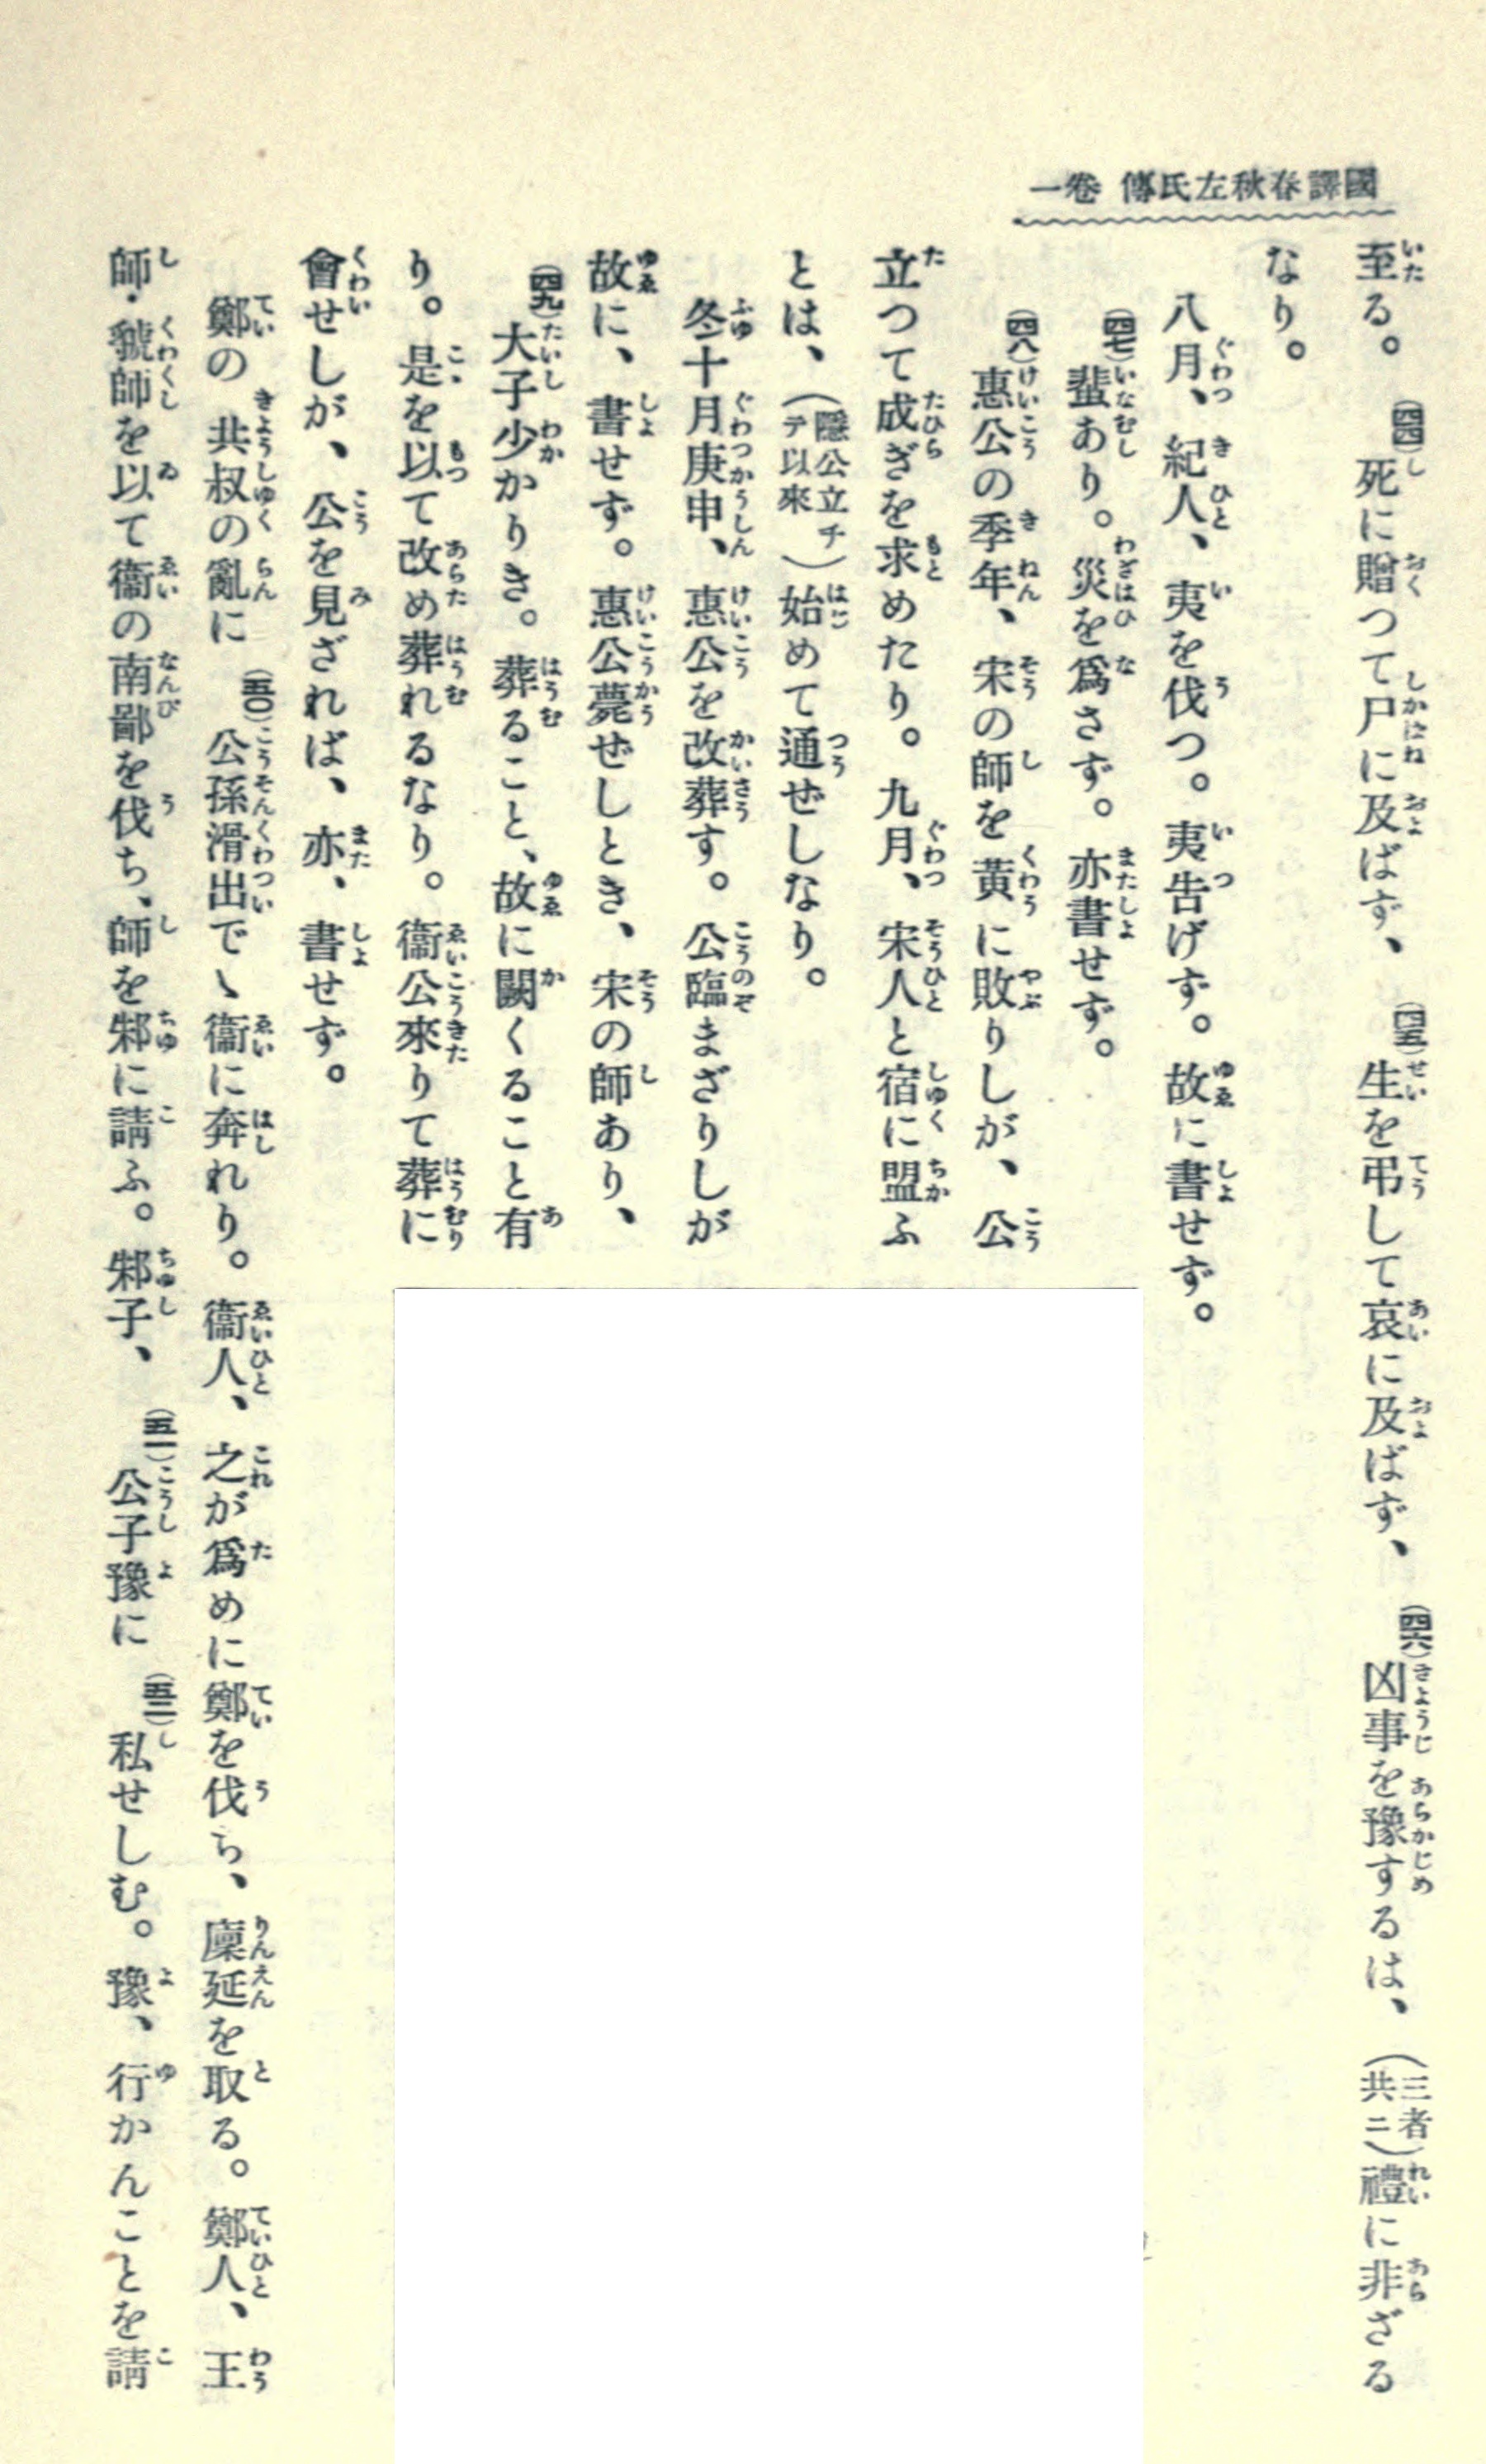 國譯春秋左氏傳 卷一
至る。(四四)死に贈つて尸に及ばず、(四五)生を弔して哀に及ばず、(四六)凶事を豫するは、(三者共ニ)禮に非ざる
なり。
八月、紀人、夷を伐つ。夷告げす。故に書せず。
(四七)蜚あり。災を爲さず。亦書せず。
(四八)惠公の季年、宋の師を黄に敗りしが、公
立つて成ぎを求めたり。九月、宋人と宿に盟ふ
とは、(隱公立チテ以來)始めて通ぜしなり。
冬十月庚申、惠公を改葬す。公臨まざりしが
故に、書せず。惠公薨ぜしとき、宋の師あり、
(四九)大子少かりき。葬ること、故に闕くること有
り。是を以て改め葬れるなり。衞公來りて葬に
會せしが、公を見ざれば、亦、書せず。
鄭の共叔の亂に(五〇)公孫滑出でゝ衞に奔れり。衞人、之が爲めに鄭を伐ち、廩延を取る。鄭人、王
師・虢師を以て衞の南鄙を伐ち、師を邾に請ふ。邾子、(五一)公子豫に(五二)私せしむ。豫、行かんことを請